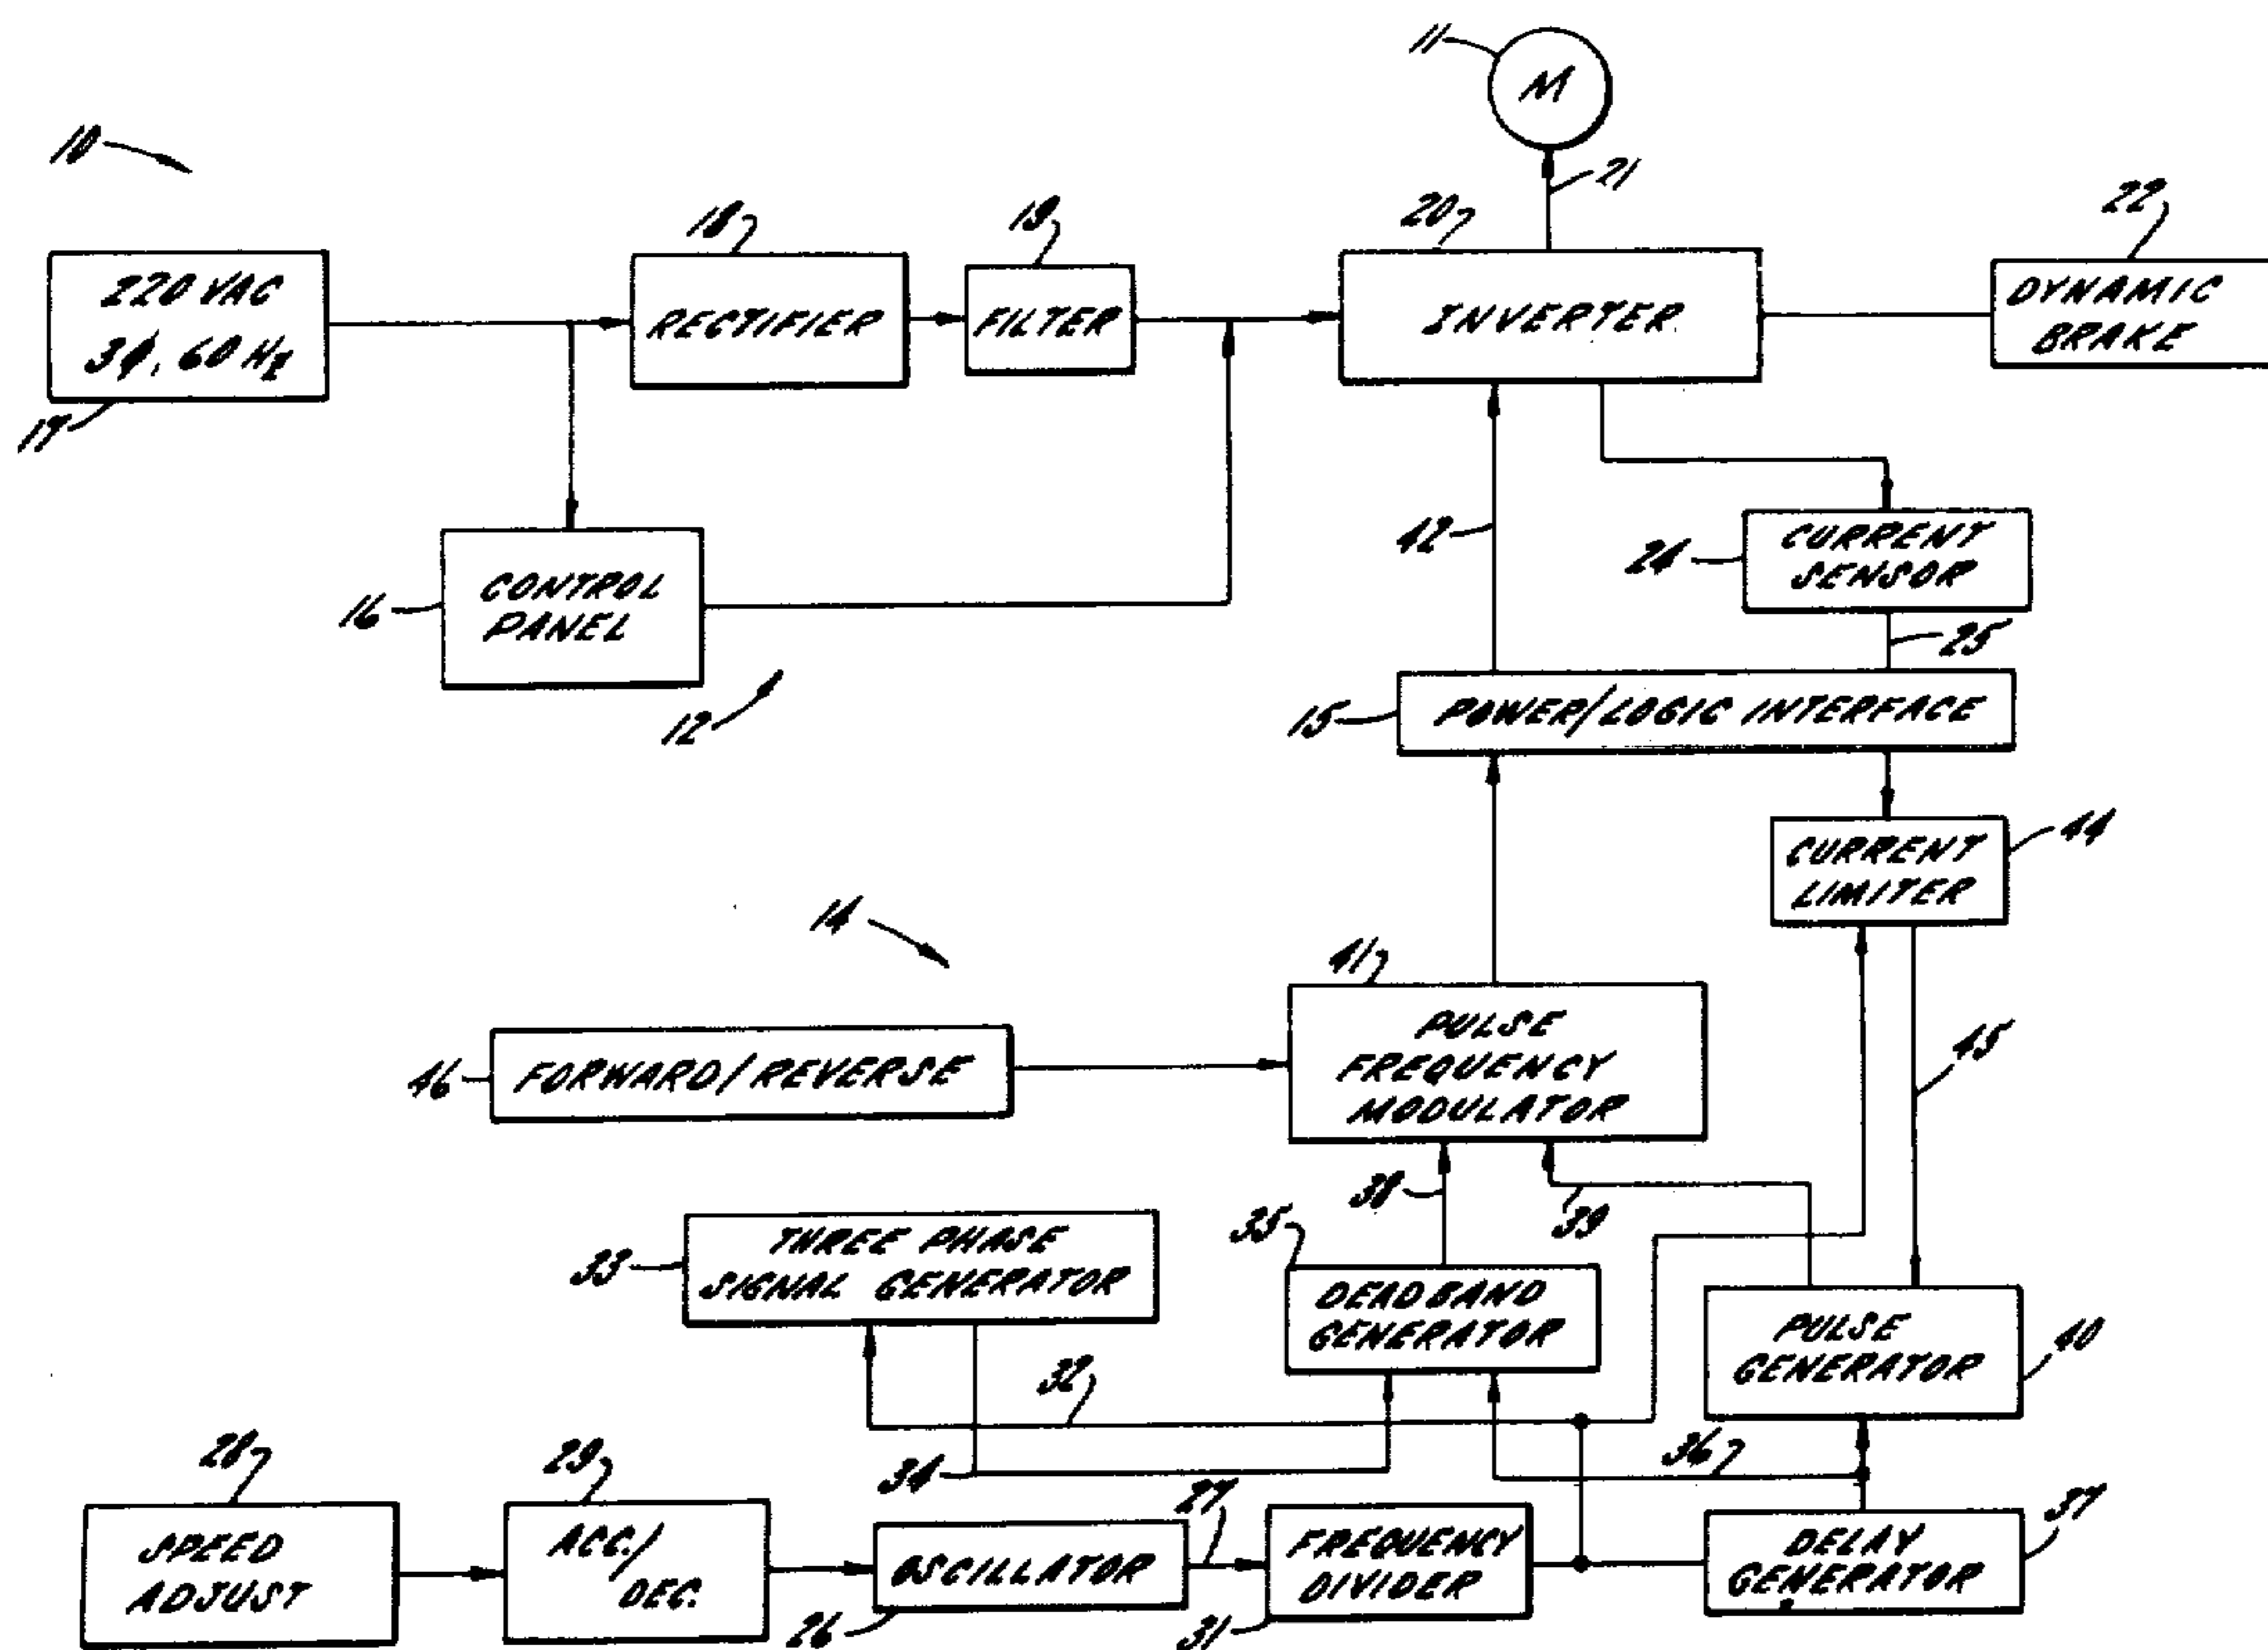 11
M
10
21
18
19
20
22
220 VAC
3φ, 60 Hz
RECTIFIER
FILTER
INVERTER
DYNAMIC
BRAKE
17
42
CURRENT
SENSOR
24
CONTROL
PANEL
16
25
12
15
POWER/LOGIC INTERFACE
44
CURRENT
LIMITER
14
41
PULSE
FREQUENCY
MODULATOR
45
46
FORWARD/REVERSE
38
39
35
THREE PHASE
SIGNAL GENERATOR
33
DEADBAND
GENERATOR
PULSE
GENERATOR
40
32
34
36
28
29
27
37
SPEED
ADJUST
ACC./
DEC.
OSCILLATOR
FREQUENCY
DIVIDER
DELAY
GENERATOR
26
31